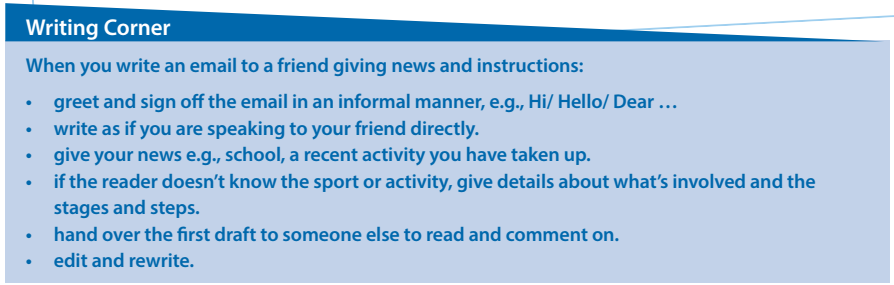 Writing Corner
When you write an email to a friend giving news and instructions:
• greet and sign off the email in an informal manner, e.g., Hi/ Hello/ Dear …
• write as if you are speaking to your friend directly.
• give your news e.g., school, a recent activity you have taken up.
• if the reader doesn’t know the sport or activity, give details about what’s involved and the
stages and steps.
• hand over the first draft to someone else to read and comment on.
• edit and rewrite.